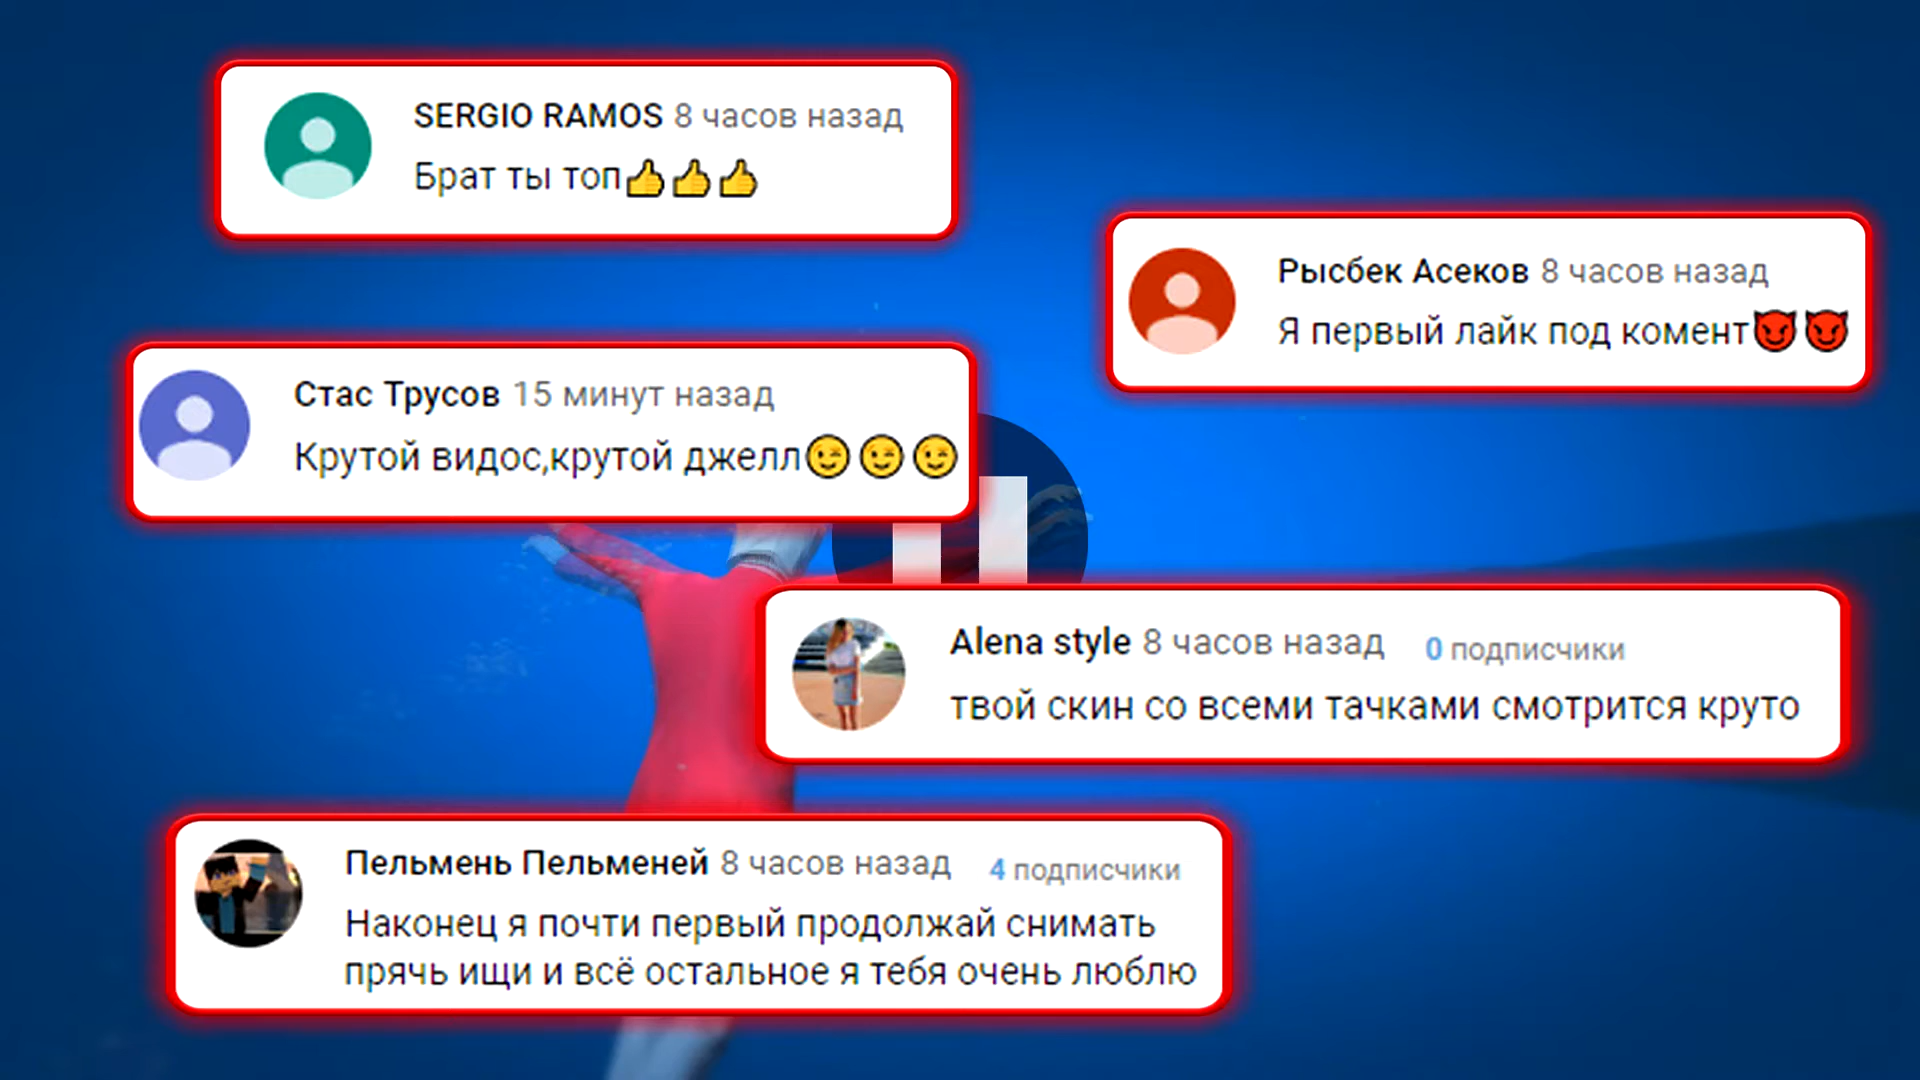 SERGIO RAMOS 8 часов назад
Брат ты топ👍👍👍
Рысбек Асеков 8 часов назад
Я первый лайк под комент😈😈
Стас Трусов 15 минут назад
Крутой видос,крутой джелл😉😉😉
Alena style 8 часов назад 0 подписчики
твой скин со всеми тачками смотрится круто
Пельмень Пельменей 8 часов назад 4 подписчики
Наконец я почти первый продолжай снимать
прячь ищи и всё остальное я тебя очень люблю